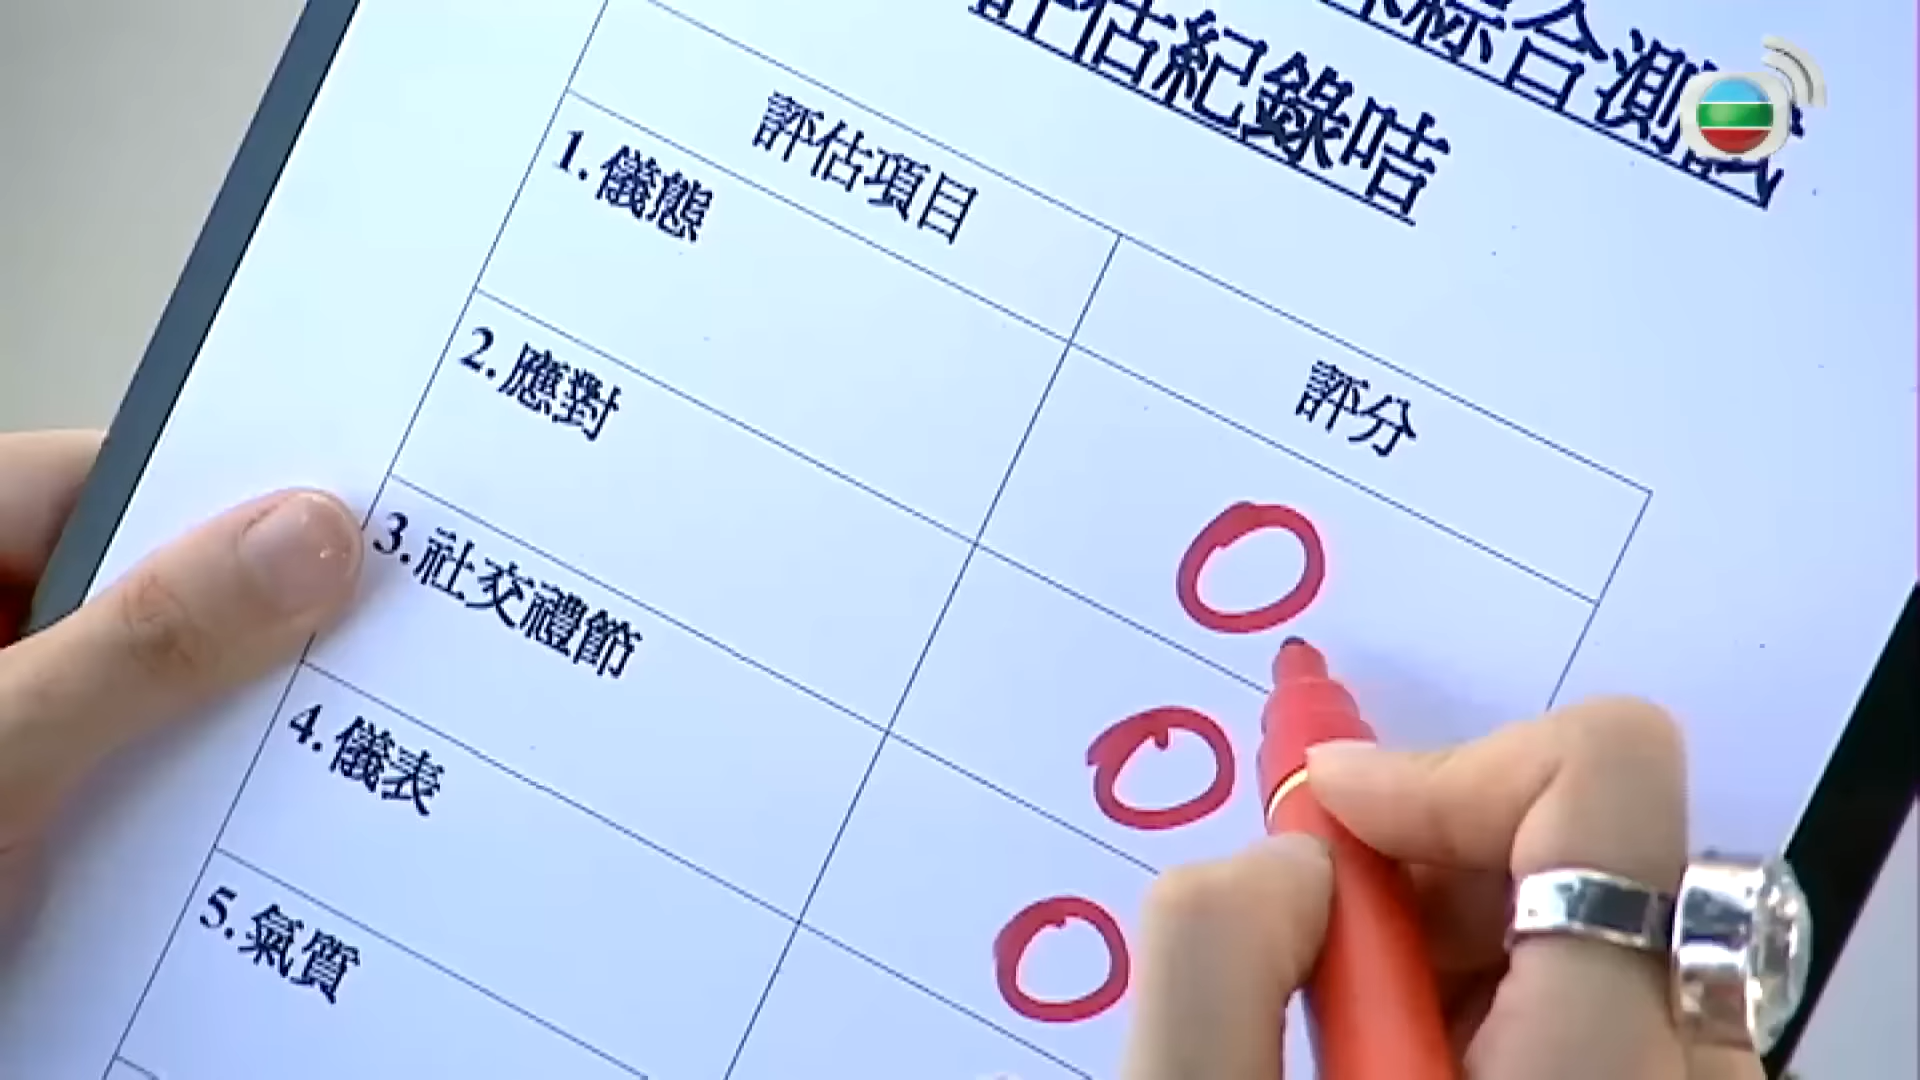 綜合測試
評估紀錄咭
評估項目
評分
1. 儀態
2. 應對
3. 社交禮節
4. 儀表
5. 氣質